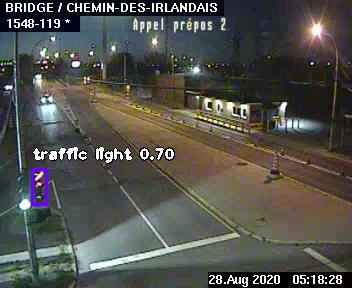 BRIDGE / CHEMIN-DES-IRLANDAIS
1548-119 *
Appel prépos 2
traffic light 0.70
28.Aug 2020 05:18:28